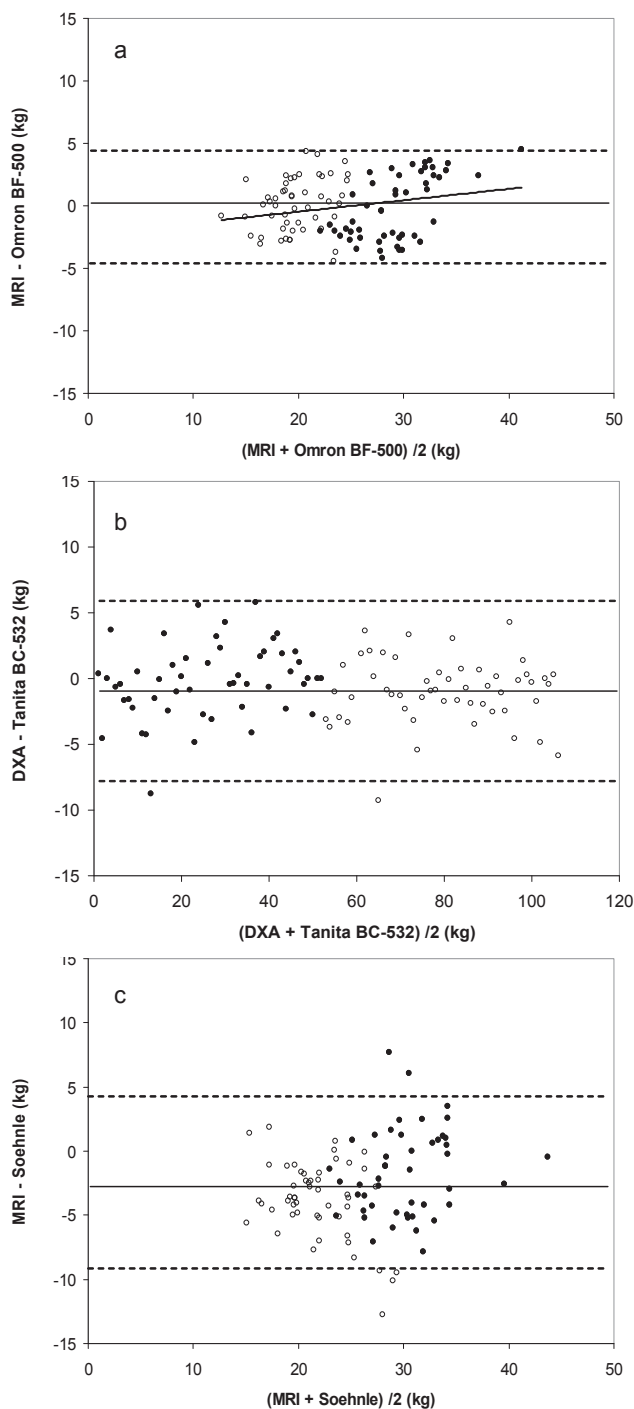 15
a
10
5
0
-5
-10
-15
MRI - Omron BF-500 (kg)
0 10 20 30 40 50
(MRI + Omron BF-500) /2 (kg)
15
b
10
5
0
-5
-10
-15
DXA - Tanita BC-532 (kg)
0 20 40 60 80 100 120
(DXA + Tanita BC-532) /2 (kg)
15
c
10
5
0
-5
-10
-15
MRI - Soehnle (kg)
0 10 20 30 40 50
(MRI + Soehnle) /2 (kg)